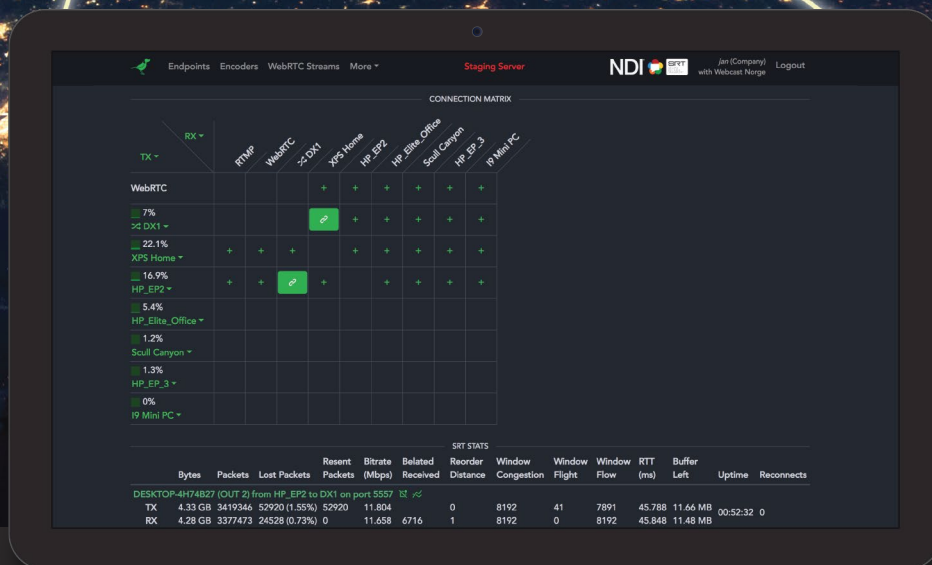 Endpoints Encoders WebRTC Streams More
Staging Server
NDI
SRT
jan (Company)
with Webcast Norge
Logout
CONNECTION MATRIX
RX
TX
RTMP
WebRTC
DX1
XPS Home
HP_EP2
HP_Elite_Office
Scull Canyon
HP_EP_3
I9 Mini PC
WebRTC
+ + + + + +
7%
DX1
+ + + + +
22.1%
XPS Home
+ + + + + + + +
16.9%
HP_EP2
+ + + + + + +
5.4%
HP_Elite_Office
1.2%
Scull Canyon
1.3%
HP_EP_3
0%
I9 Mini PC
SRT STATS
Bytes Packets Lost Packets Resent Packets Bitrate (Mbps) Belated Received Reorder Distance Window Congestion Window Flight Window Flow RTT (ms) Buffer Left Uptime Reconnects
DESKTOP-4H74B27 (OUT 2) from HP_EP2 to DX1 on port 5557
TX 4.33 GB 3419346 52920 (1.55%) 52920 11.804 0 8192 41 7891 45.788 11.66 MB 00:52:32 0
RX 4.28 GB 3377473 24528 (0.73%) 0 11.658 6716 1 8192 0 8192 45.848 11.48 MB